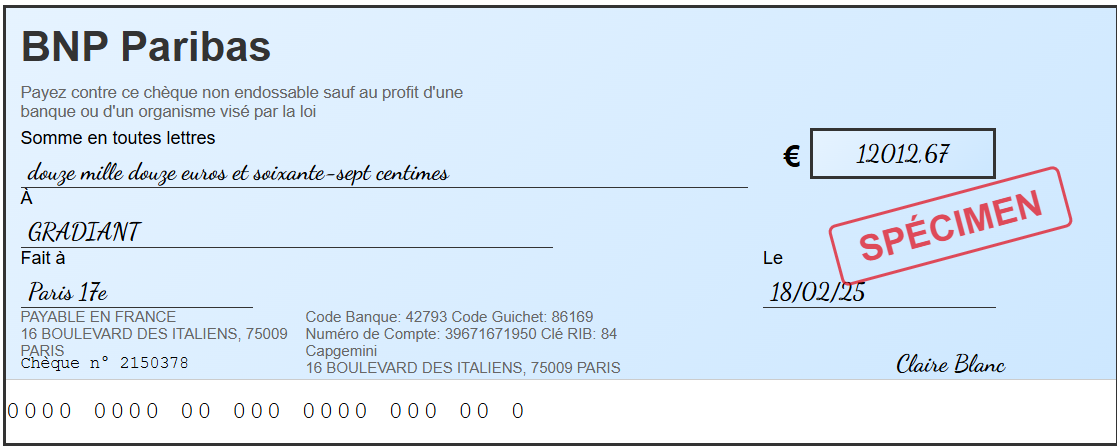 BNP Paribas
Payez contre ce chèque non endossable sauf au profit d'une
banque ou d'un organisme visé par la loi
Somme en toutes lettres
douze mille douze euros et soixante-sept centimes
€ 12012.67
À
GRADIANT
SPÉCIMEN
Fait à
Paris 17e
Le
18/02/25
PAYABLE EN FRANCE
16 BOULEVARD DES ITALIENS, 75009
PARIS
Chèque n° 2150378
Code Banque: 42793 Code Guichet: 86169
Numéro de Compte: 39671671950 Clé RIB: 84
Capgemini
16 BOULEVARD DES ITALIENS, 75009 PARIS
Claire Blanc
0000 0000 00 000 0000 000 00 0